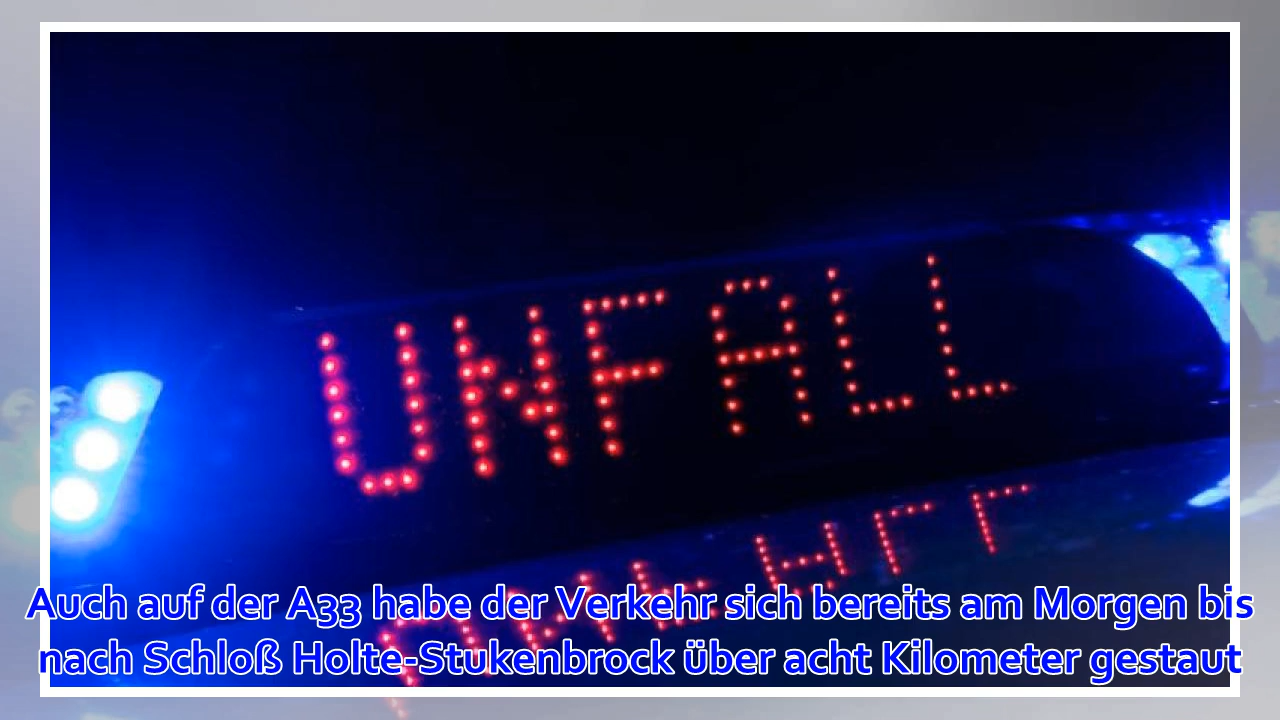 UNFALL
Auch auf der A33 habe der Verkehr sich bereits am Morgen bis
nach Schloß Holte-Stukenbrock über acht Kilometer gestaut